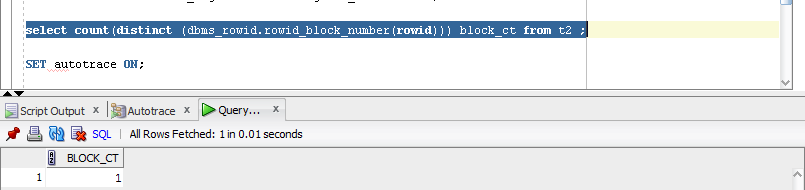 select count(distinct (dbms_rowid.rowid_block_number(rowid))) block_ct from t2 ;
SET autotrace ON;
Script Output x Autotrace x Query... x
SQL | All Rows Fetched: 1 in 0.01 seconds
BLOCK_CT
1 1